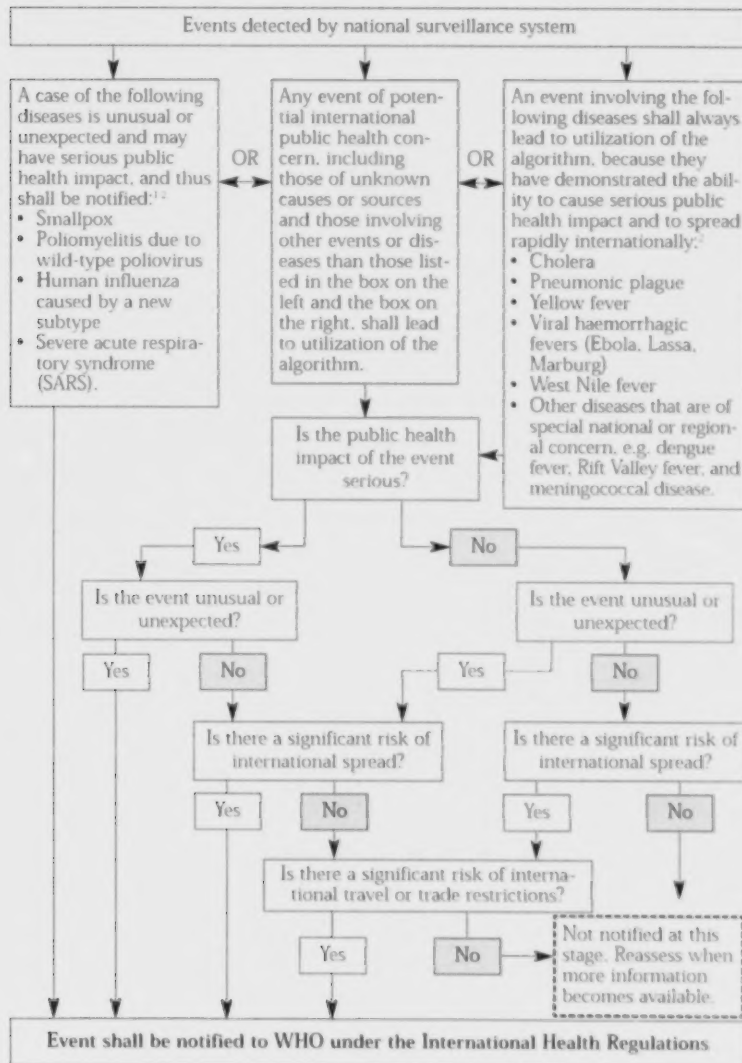 Events detected by national surveillance system
A case of the following
diseases is unusual or
unexpected and may
have serious public
health impact, and thus
shall be notified:1,2
• Smallpox
• Poliomyelitis due to
wild-type poliovirus
• Human influenza
caused by a new
subtype
• Severe acute respira-
tory syndrome
(SARS).
OR
Any event of poten-
tial international
public health con-
cern, including
those of unknown
causes or sources
and those involving
other events or dis-
eases than those list-
ed in the box on the
left and the box on
the right, shall lead
to utilization of the
algorithm.
OR
An event involving the fol-
lowing diseases shall always
lead to utilization of the
algorithm, because they
have demonstrated the abil-
ity to cause serious public
health impact and to spread
rapidly internationally:2
• Cholera
• Pneumonic plague
• Yellow fever
• Viral haemorrhagic
fevers (Ebola, Lassa,
Marburg)
• West Nile fever
• Other diseases that are of
special national or region-
al concern, e.g. dengue
fever, Rift Valley fever, and
meningococcal disease.
Is the public health
impact of the event
serious?
Yes
No
Is the event unusual or
unexpected?
Is the event unusual or
unexpected?
Yes
No
Yes
No
Is there a significant risk of
international spread?
Is there a significant risk of
international spread?
Yes
No
Yes
No
Is there a significant risk of interna-
tional travel or trade restrictions?
Yes
No
Not notified at this
stage. Reassess when
more information
becomes available.
Event shall be notified to WHO under the International Health Regulations